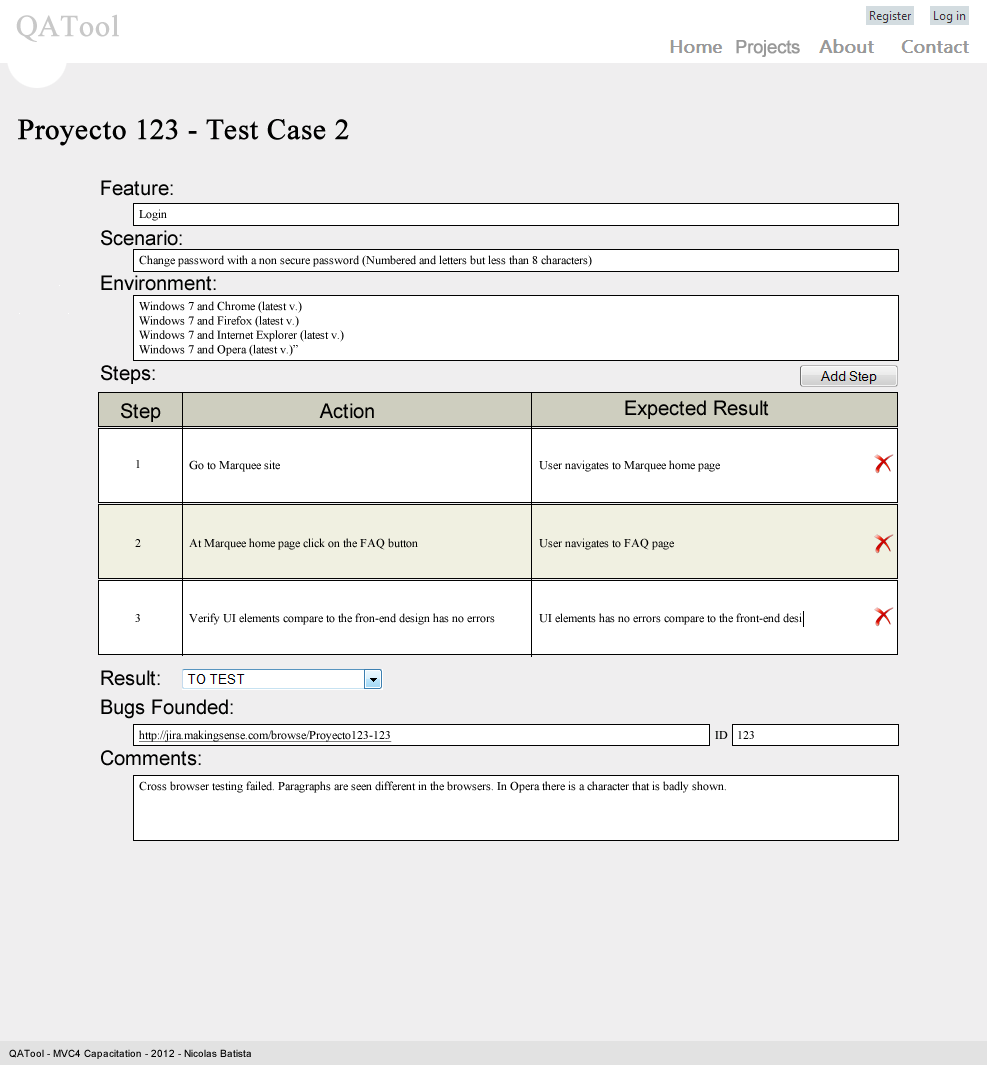 QATool
Register Log in
Home Projects About Contact
Proyecto 123 - Test Case 2
Feature:
Login
Scenario:
Change password with a non secure password (Numbered and letters but less than 8 characters)
Environment:
Windows 7 and Chrome (latest v.)
Windows 7 and Firefox (latest v.)
Windows 7 and Internet Explorer (latest v.)
Windows 7 and Opera (latest v.)”
Steps: Add Step
Step Action Expected Result
1 Go to Marquee site User navigates to Marquee home page
2 At Marquee home page click on the FAQ button User navigates to FAQ page
3 Verify UI elements compare to the fron-end design has no errors UI elements has no errors compare to the front-end desi
Result: TO TEST
Bugs Founded:
http://jira.makingsense.com/browse/Proyecto123-123 ID 123
Comments:
Cross browser testing failed. Paragraphs are seen different in the browsers. In Opera there is a character that is badly shown.
QATool - MVC4 Capacitation - 2012 - Nicolas Batista